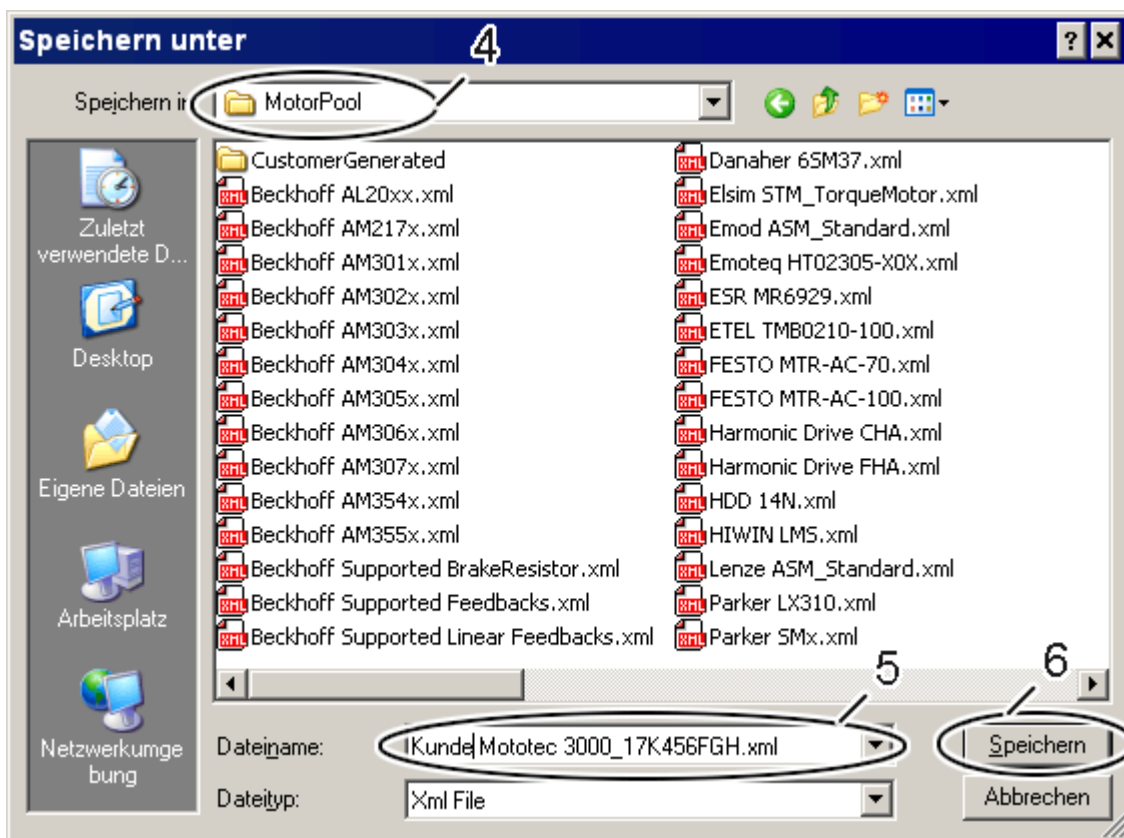 Speichern unter
4
Speichern in
MotorPool
Zuletzt
verwendete D...
Desktop
Eigene Dateien
Arbeitsplatz
Netzwerkumge
bung
CustomerGenerated
Beckhoff AL20xx.xml
Beckhoff AM217x.xml
Beckhoff AM301x.xml
Beckhoff AM302x.xml
Beckhoff AM303x.xml
Beckhoff AM304x.xml
Beckhoff AM305x.xml
Beckhoff AM306x.xml
Beckhoff AM307x.xml
Beckhoff AM354x.xml
Beckhoff AM355x.xml
Beckhoff Supported BrakeResistor.xml
Beckhoff Supported Feedbacks.xml
Beckhoff Supported Linear Feedbacks.xml
Danaher 6SM37.xml
Elsim STM_TorqueMotor.xml
Emod ASM_Standard.xml
Emoteq HT02305-X0X.xml
ESR MR6929.xml
ETEL TMB0210-100.xml
FESTO MTR-AC-70.xml
FESTO MTR-AC-100.xml
Harmonic Drive CHA.xml
Harmonic Drive FHA.xml
HDD 14N.xml
HIWIN LMS.xml
Lenze ASM_Standard.xml
Parker LX310.xml
Parker SMx.xml
5
6
Dateiname:
Kunde Mototec 3000_17K456FGH.xml
Speichern
Dateityp:
Xml File
Abbrechen